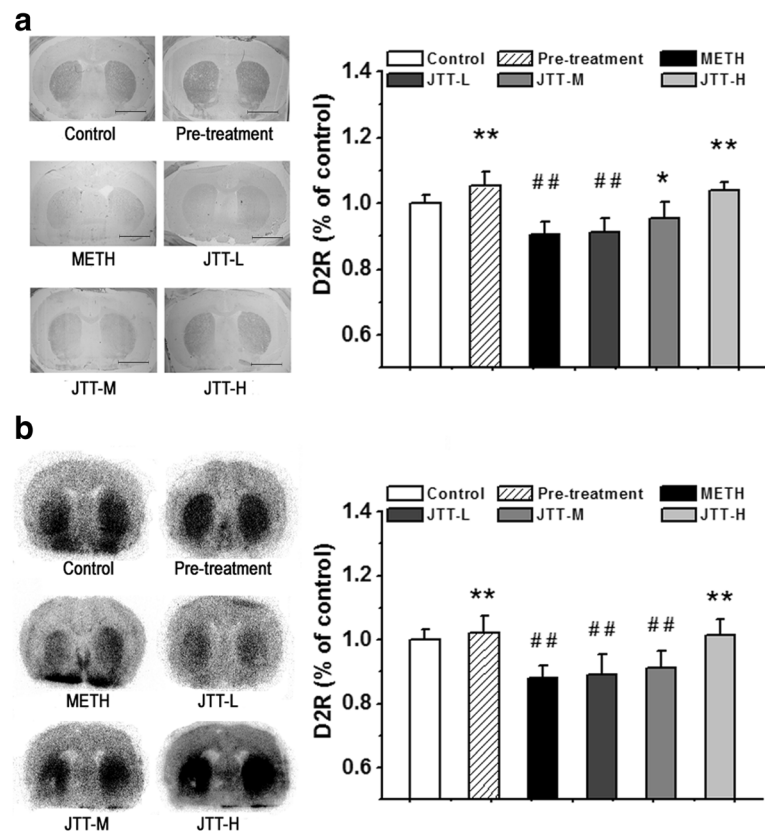 a
Control Pre-treatment
METH JTT-L
JTT-M JTT-H
Control Pre-treatment METH
JTT-L JTT-M JTT-H
D2R (% of control)
1.4
1.2
1.0
0.8
0.6
** ## ## * **
b
Control Pre-treatment
METH JTT-L
JTT-M JTT-H
Control Pre-treatment METH
JTT-L JTT-M JTT-H
D2R (% of control)
1.4
1.2
1.0
0.8
0.6
** ## ## ## **